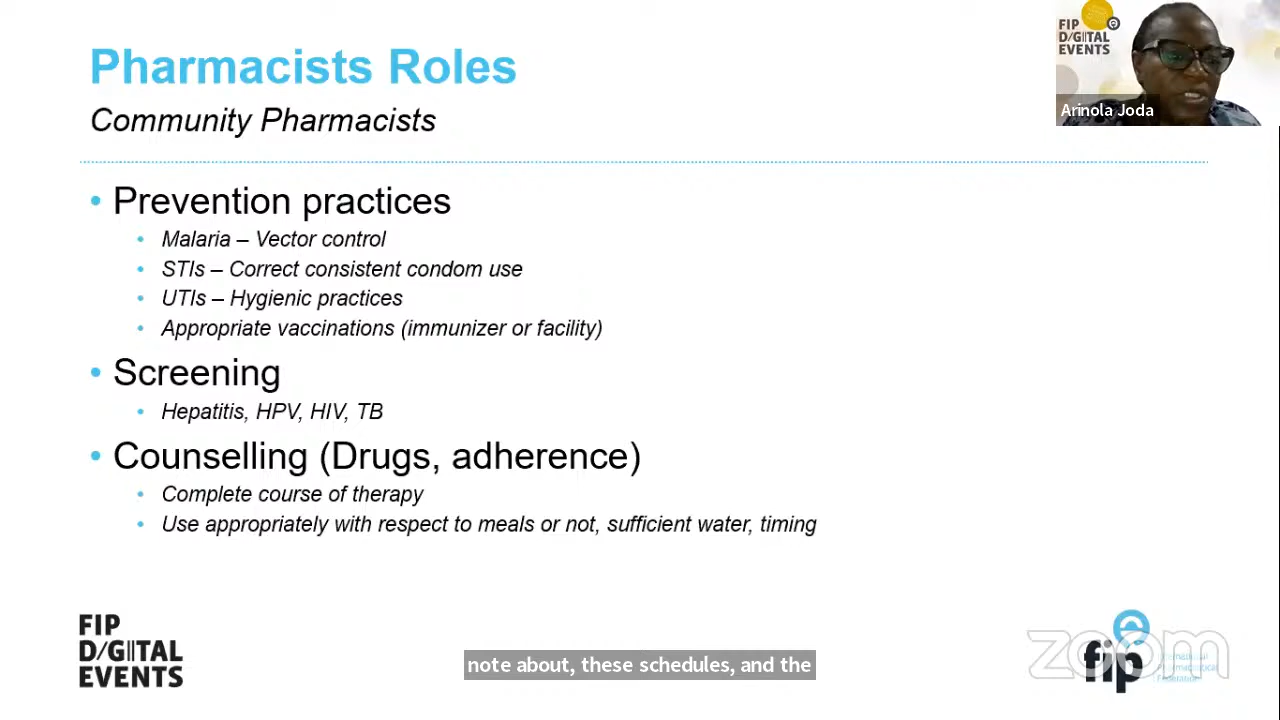 Pharmacists Roles
Community Pharmacists
FIP
D/GITAL
EVENTS
Arinola Joda
• Prevention practices
• Malaria – Vector control
• STIs – Correct consistent condom use
• UTIs – Hygienic practices
• Appropriate vaccinations (immunizer or facility)
• Screening
• Hepatitis, HPV, HIV, TB
• Counselling (Drugs, adherence)
• Complete course of therapy
• Use appropriately with respect to meals or not, sufficient water, timing
FIP
D/GITAL
EVENTS
note about, these schedules, and the
zoom
fip
International
Pharmaceutical
Federation